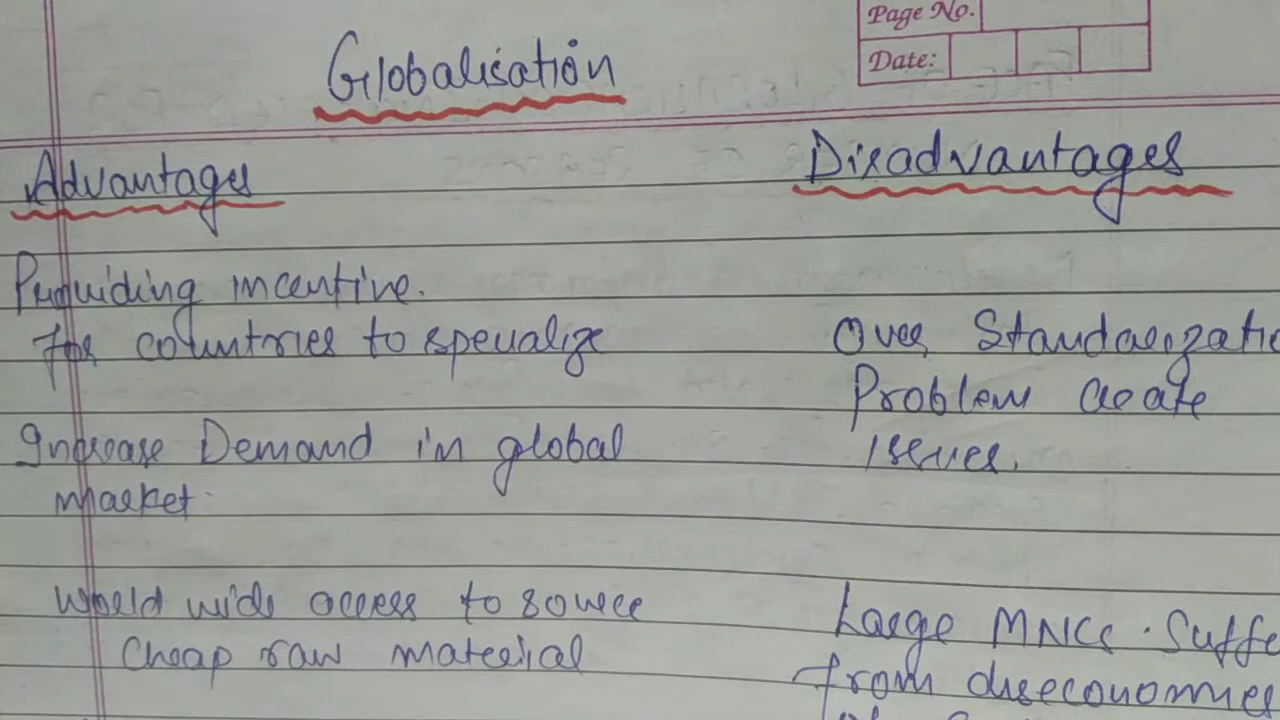 Page No.
Date:
Globalisation
Advantages
Disadvantages
Providing incentive.
for countries to specialize
Increase Demand in global
market.
World wide access to source
Cheap raw material
Over Standarizatio
Problem create
issues.
Large MNCs. Suffe
from diseconomies